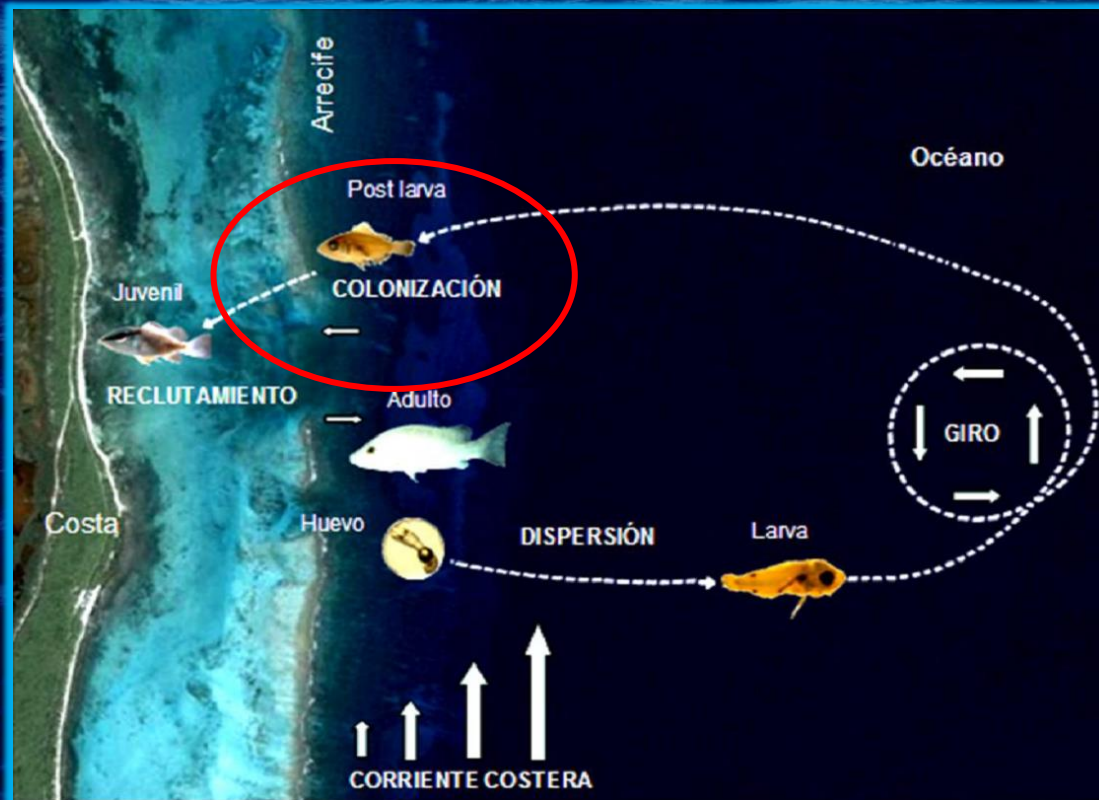 Arrecife
Océano
Post larva
COLONIZACIÓN
Juvenil
RECLUTAMIENTO
Adulto
GIRO
Costa
Huevo
DISPERSIÓN
Larva
CORRIENTE COSTERA